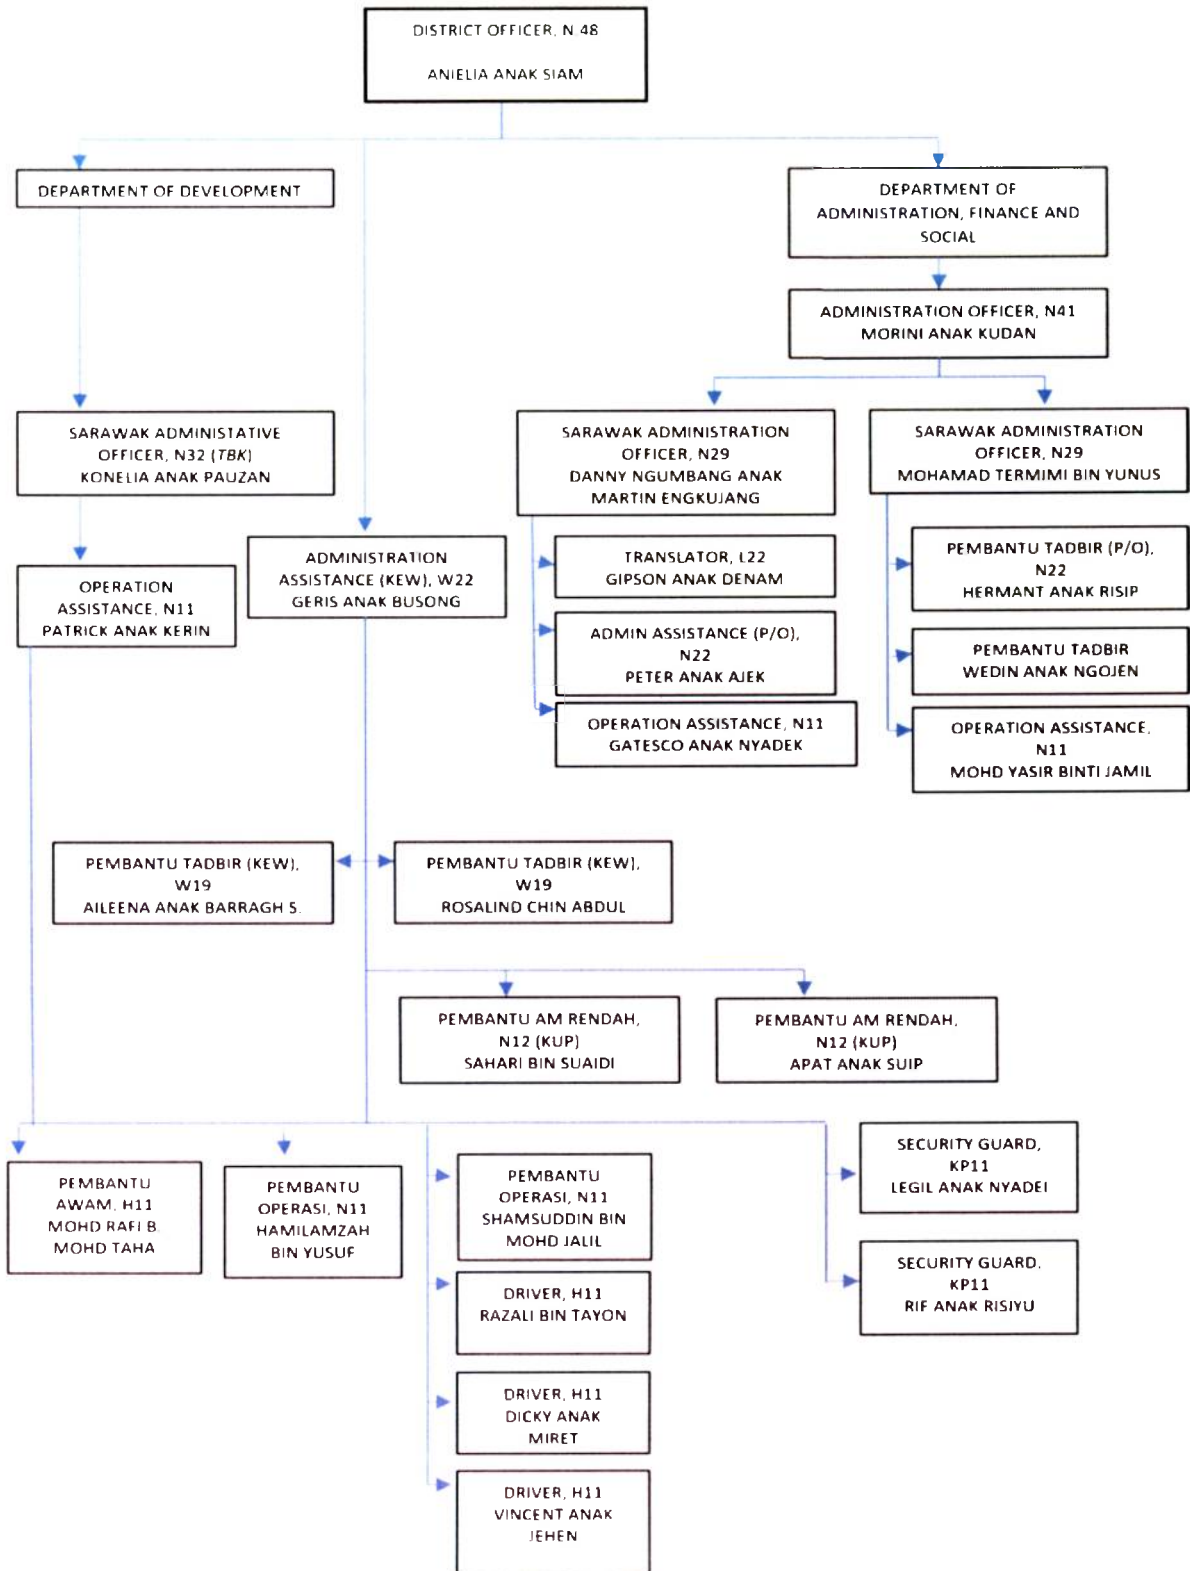 DISTRICT OFFICER, N 48
ANIELIA ANAK SIAM
DEPARTMENT OF DEVELOPMENT
DEPARTMENT OF
ADMINISTRATION, FINANCE AND
SOCIAL
ADMINISTRATION OFFICER, N41
MORINI ANAK KUDAN
SARAWAK ADMINISTATIVE
OFFICER, N32 (TBK)
KONELIA ANAK PAUZAN
SARAWAK ADMINISTRATION
OFFICER, N29
DANNY NGUMBANG ANAK
MARTIN ENGKUJANG
SARAWAK ADMINISTRATION
OFFICER, N29
MOHAMAD TERMIMI BIN YUNUS
OPERATION
ASSISTANCE, N11
PATRICK ANAK KERIN
ADMINISTRATION
ASSISTANCE (KEW), W22
GERIS ANAK BUSONG
TRANSLATOR, L22
GIPSON ANAK DENAM
ADMIN ASSISTANCE (P/O),
N22
PETER ANAK AJEK
OPERATION ASSISTANCE, N11
GATESCO ANAK NYADEK
PEMBANTU TADBIR (P/O),
N22
HERMANT ANAK RISIP
PEMBANTU TADBIR
WEDIN ANAK NGOJEN
OPERATION ASSISTANCE,
N11
MOHD YASIR BINTI JAMIL
PEMBANTU TADBIR (KEW),
W19
AILEENA ANAK BARRAGH S.
PEMBANTU TADBIR (KEW),
W19
ROSALIND CHIN ABDUL
PEMBANTU AM RENDAH,
N12 (KUP)
SAHARI BIN SUAIDI
PEMBANTU AM RENDAH,
N12 (KUP)
APAT ANAK SUIP
PEMBANTU
AWAM, H11
MOHD RAFI B.
MOHD TAHA
PEMBANTU
OPERASI, N11
HAMILAMZAH
BIN YUSUF
PEMBANTU
OPERASI, N11
SHAMSUDDIN BIN
MOHD JALIL
DRIVER, H11
RAZALI BIN TAYON
DRIVER, H11
DICKY ANAK
MIRET
DRIVER, H11
VINCENT ANAK
JEHEN
SECURITY GUARD,
KP11
LEGIL ANAK NYADEI
SECURITY GUARD,
KP11
RIF ANAK RISIYU